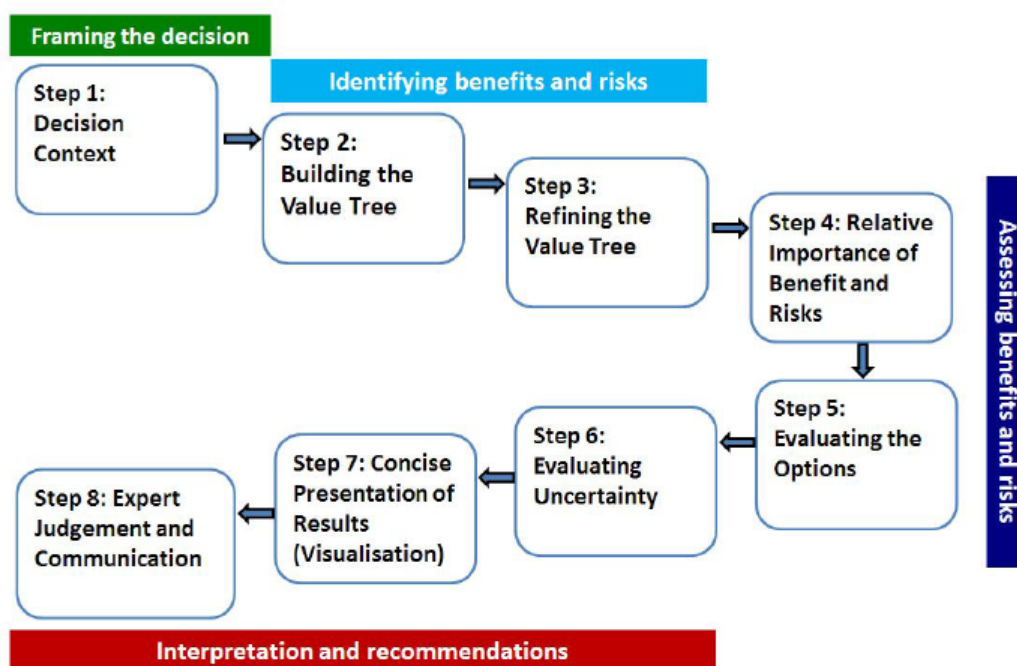 Framing the decision
Identifying benefits and risks
Step 1:
Decision
Context
Step 2:
Building the
Value Tree
Step 3:
Refining the
Value Tree
Step 4: Relative
Importance of
Benefit and
Risks
Assessing benefits and risks
Step 5:
Evaluating the
Options
Step 6:
Evaluating
Uncertainty
Step 7: Concise
Presentation of
Results
(Visualisation)
Step 8: Expert
Judgement and
Communication
Interpretation and recommendations